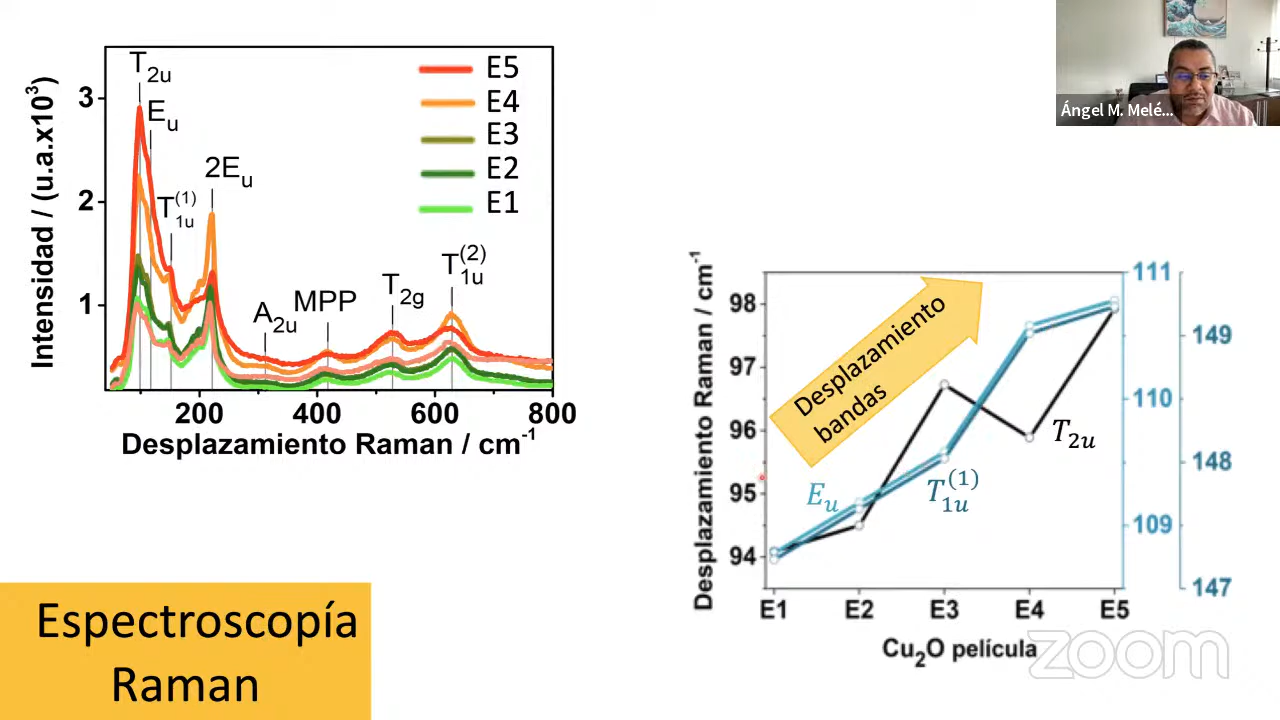 T2u
Eu
T1u(1)
2Eu
A2u
MPP
T2g
T1u(2)
E5
E4
E3
E2
E1
3
2
1
Intensidad / (u.a.x10³)
200 400 600 800
Desplazamiento Raman / cm⁻¹
Espectroscopía
Raman
Ángel M. Melé...
Desplazamiento Raman / cm⁻¹
98
97
96
95
94
Desplazamiento
bandas
Eu
T1u(1)
T2u
111
110
109
149
148
147
E1 E2 E3 E4 E5
Cu₂O película
zoom